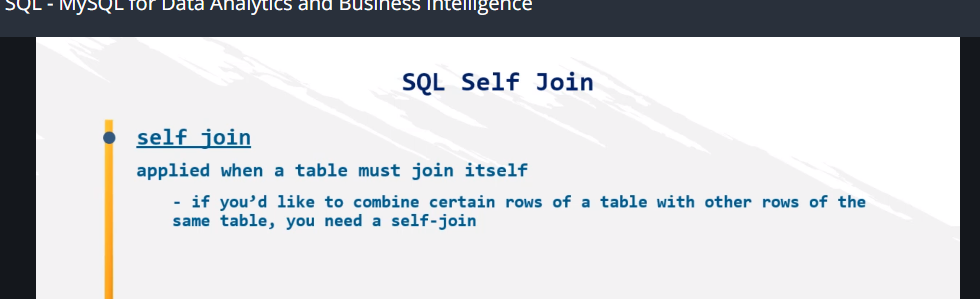 SQL - MySQL for Data Analytics and Business Intelligence
SQL Self Join
self join
applied when a table must join itself
- if you’d like to combine certain rows of a table with other rows of the
same table, you need a self-join